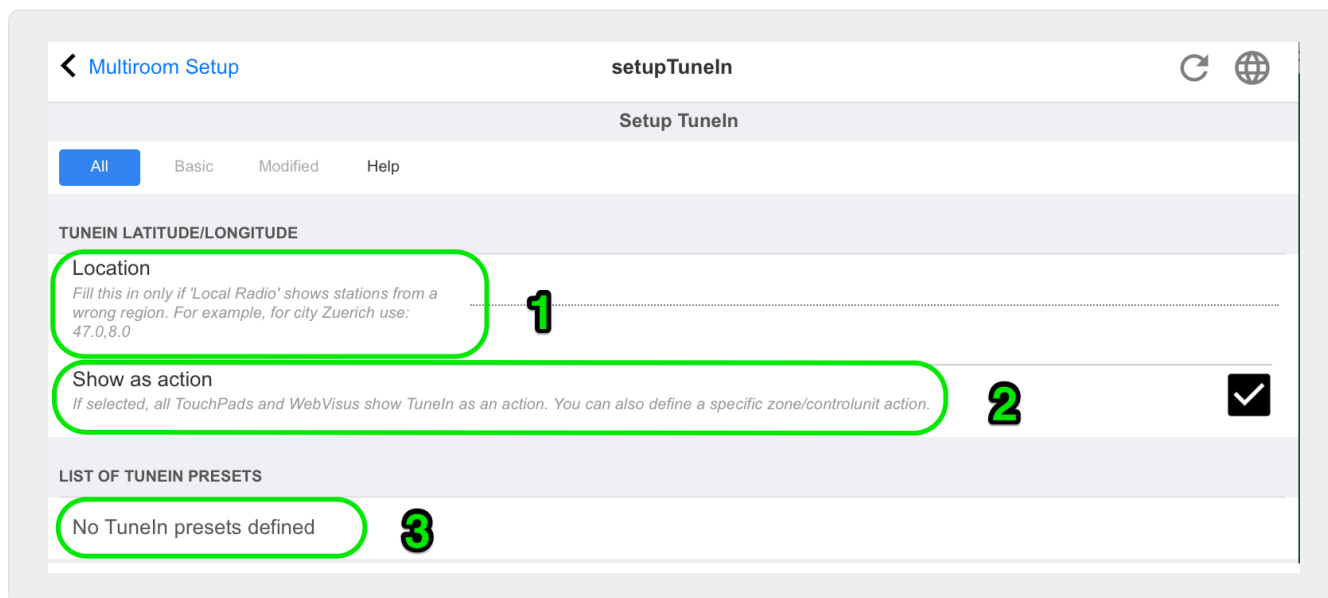 Multiroom Setup
setupTuneIn
Setup TuneIn
All
Basic
Modified
Help
TUNEIN LATITUDE/LONGITUDE
Location
Fill this in only if 'Local Radio' shows stations from a
wrong region. For example, for city Zuerich use:
47.0,8.0
1
Show as action
If selected, all TouchPads and WebVisus show TuneIn as an action. You can also define a specific zone/controlunit action.
2
LIST OF TUNEIN PRESETS
No TuneIn presets defined
3